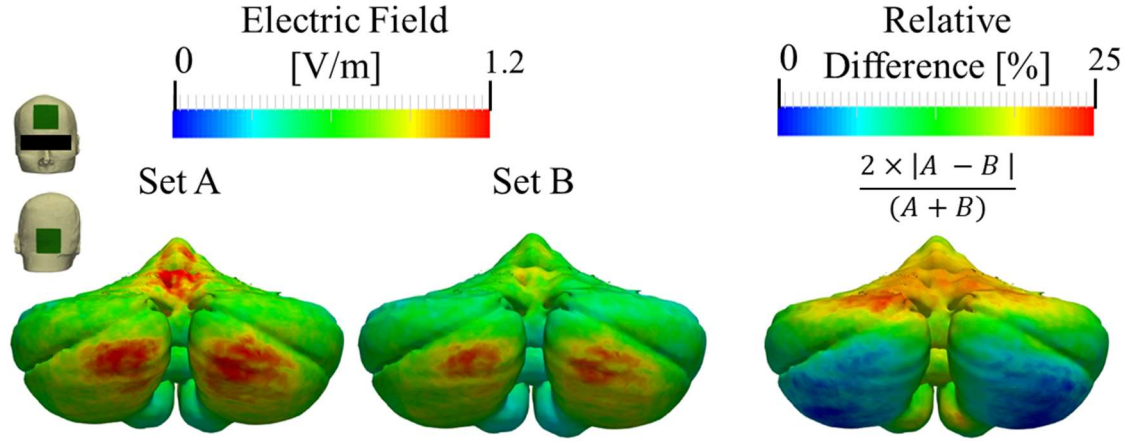 Electric Field
[V/m]
0
1.2
Relative
Difference [%]
0
25
Set A
Set B
2 × |A − B |
(A + B)